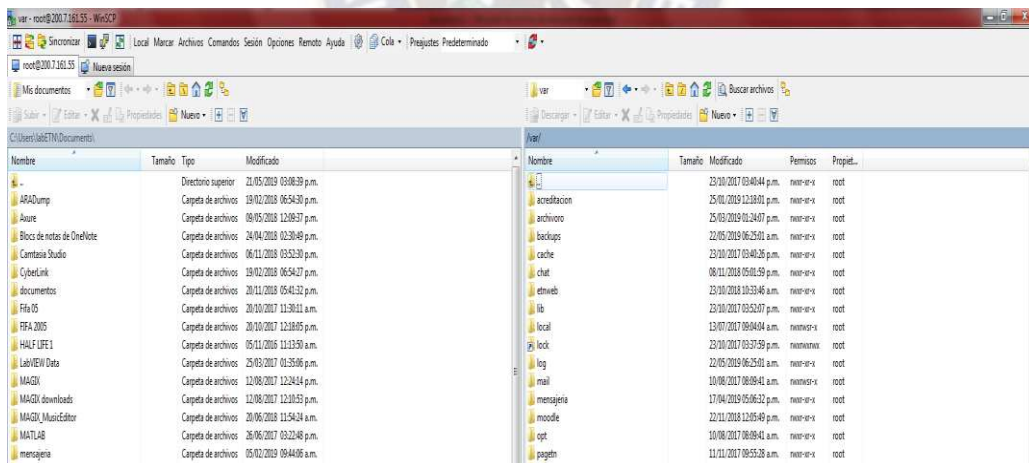 var - root@200.7.161.55 - WinSCP
Sincronizar Local Marcar Archivos Comandos Sesión Opciones Remoto Ayuda Cola Preajustes Predeterminado
root@200.7.161.55 Nueva sesión
Mis documentos var Buscar archivos
Subir Editar Propiedades Nuevo Descargar Editar Propiedades Nuevo
C:\Users\labETN\Documents\ /var/
Nombre Tamaño Tipo Modificado Nombre Tamaño Modificado Permisos Propiet...
.. Directorio superior 21/05/2019 03:08:39 p.m. .. 23/10/2017 03:40:44 p.m. rwxr-xr-x root
ARADump Carpeta de archivos 19/02/2018 06:54:30 p.m. acreditacion 25/01/2019 12:18:01 p.m. rwxr-xr-x root
Axure Carpeta de archivos 09/05/2018 12:09:37 p.m. archivoro 25/03/2019 01:24:07 p.m. rwxr-xr-x root
Blocs de notas de OneNote Carpeta de archivos 24/04/2018 02:30:49 p.m. backups 22/05/2019 06:25:01 a.m. rwxr-xr-x root
Camtasia Studio Carpeta de archivos 06/11/2018 03:52:30 p.m. cache 23/10/2017 03:40:26 p.m. rwxr-xr-x root
CyberLink Carpeta de archivos 19/02/2018 06:54:27 p.m. chat 08/11/2018 05:01:59 p.m. rwxr-xr-x root
documentos Carpeta de archivos 20/11/2018 05:41:32 p.m. etnweb 23/10/2018 10:33:46 a.m. rwxr-xr-x root
Fifa 05 Carpeta de archivos 20/10/2017 11:30:11 a.m. lib 23/10/2017 03:52:07 p.m. rwxr-xr-x root
FIFA 2005 Carpeta de archivos 20/10/2017 12:18:05 p.m. local 13/07/2017 09:04:04 a.m. rwxrwsr-x root
HALF LIFE 1 Carpeta de archivos 05/11/2016 11:13:50 a.m. lock 23/10/2017 03:37:59 p.m. rwxrwxrwx root
LabVIEW Data Carpeta de archivos 25/03/2017 01:35:06 p.m. log 22/05/2019 06:25:01 a.m. rwxr-xr-x root
MAGIX Carpeta de archivos 12/08/2017 12:24:14 p.m. mail 10/08/2017 08:09:41 a.m. rwxrwsr-x root
MAGIX downloads Carpeta de archivos 12/08/2017 12:10:53 p.m. mensajeria 17/04/2019 05:06:32 p.m. rwxr-xr-x root
MAGIX_MusicEditor Carpeta de archivos 20/06/2018 11:54:24 a.m. moodle 22/11/2018 12:05:49 p.m. rwxr-xr-x root
MATLAB Carpeta de archivos 26/06/2017 03:22:48 p.m. opt 10/08/2017 08:09:41 a.m. rwxr-xr-x root
mensajeria Carpeta de archivos 05/02/2019 09:44:06 a.m. pagetn 11/11/2017 09:55:28 a.m. rwxr-xr-x root